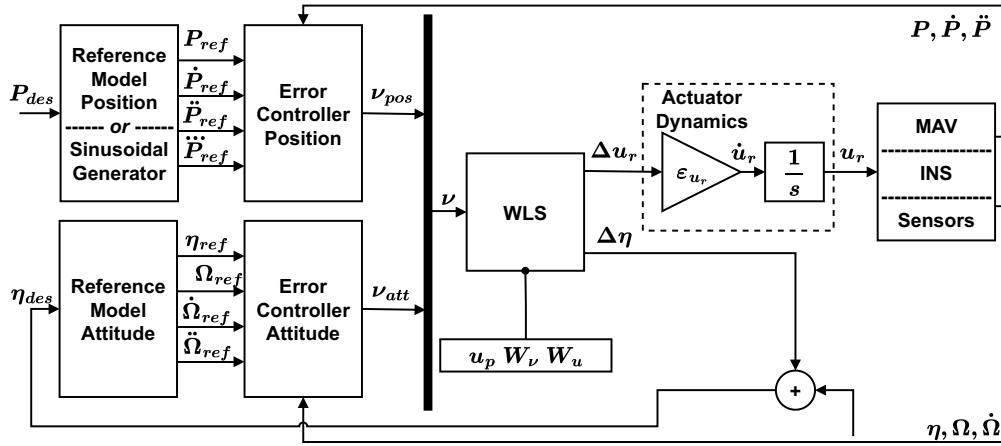 P, Ṗ, P̈
P_des
Reference
Model
Position
or
Sinusoidal
Generator
P_ref
Ṗ_ref
P̈_ref
P⃛_ref
Error
Controller
Position
ν_pos
ν
WLS
Δu_r
Δη
Actuator
Dynamics
ε_{u_r}
u̇_r
1
s
u_r
MAV
INS
Sensors
η_des
Reference
Model
Attitude
η_ref
Ω_ref
Ω̇_ref
Ω̈_ref
Error
Controller
Attitude
ν_att
u_p W_ν W_u
+
η, Ω, Ω̇